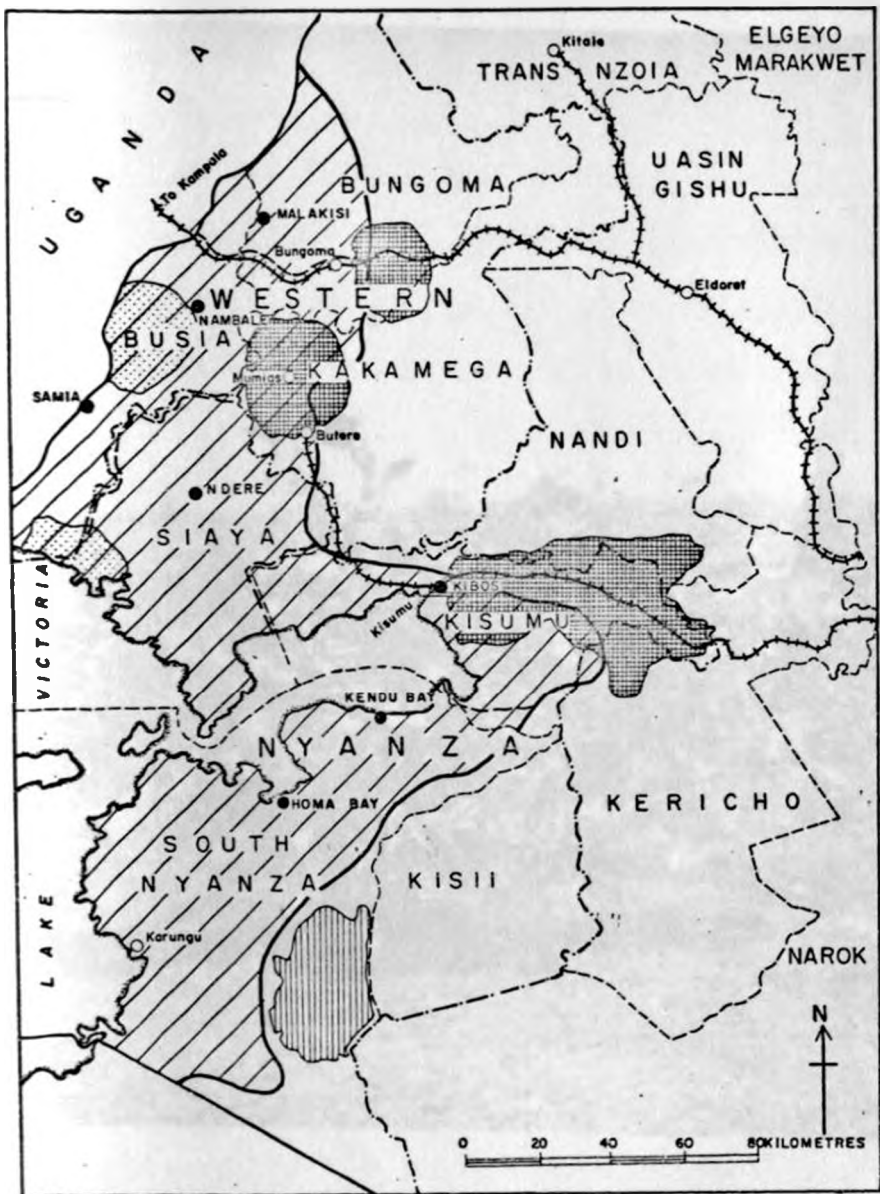 Kitale
ELGEYO
MARAKWET
TRANS NZOIA
UGANDA
UASIN
GISHU
To Kampala
BUNGOMA
MALAKISI
Bungoma
Eldoret
WESTERN
NAMBALE
BUSIA
KAKAMEGA
Mumias
SAMIA
Butere
NANDI
NDERE
SIAYA
KIBOS
Kisumu
KISUMU
VICTORIA
KENDU BAY
NYANZA
HOMA BAY
KERICHO
SOUTH
NYANZA
KISII
Karungu
LAKE
NAROK
N
0 20 40 60 80 KILOMETRES